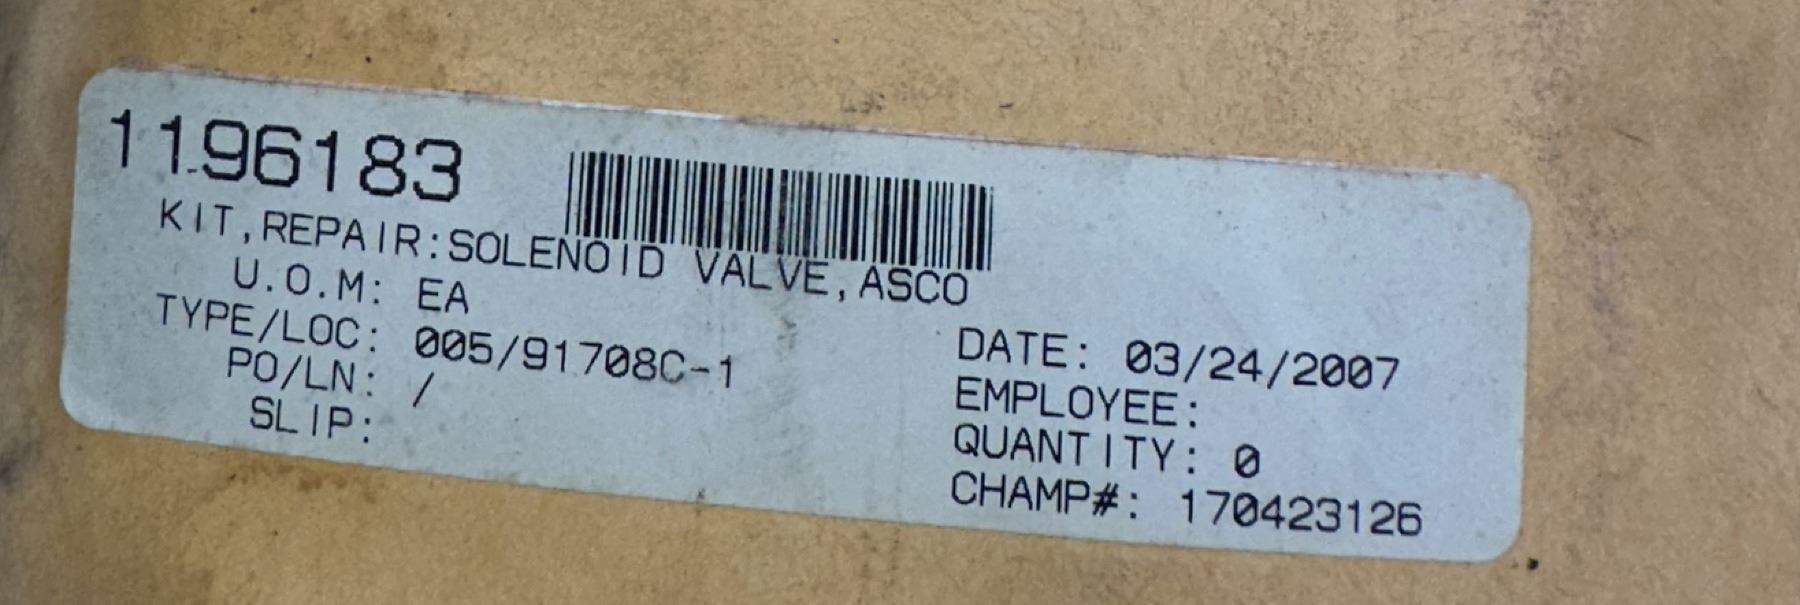 1196183
KIT,REPAIR:SOLENOID VALVE,ASCO
U.O.M: EA
TYPE/LOC: 005/91708C-1
PO/LN: /
SLIP:
DATE: 03/24/2007
EMPLOYEE:
QUANTITY: 0
CHAMP#: 170423126